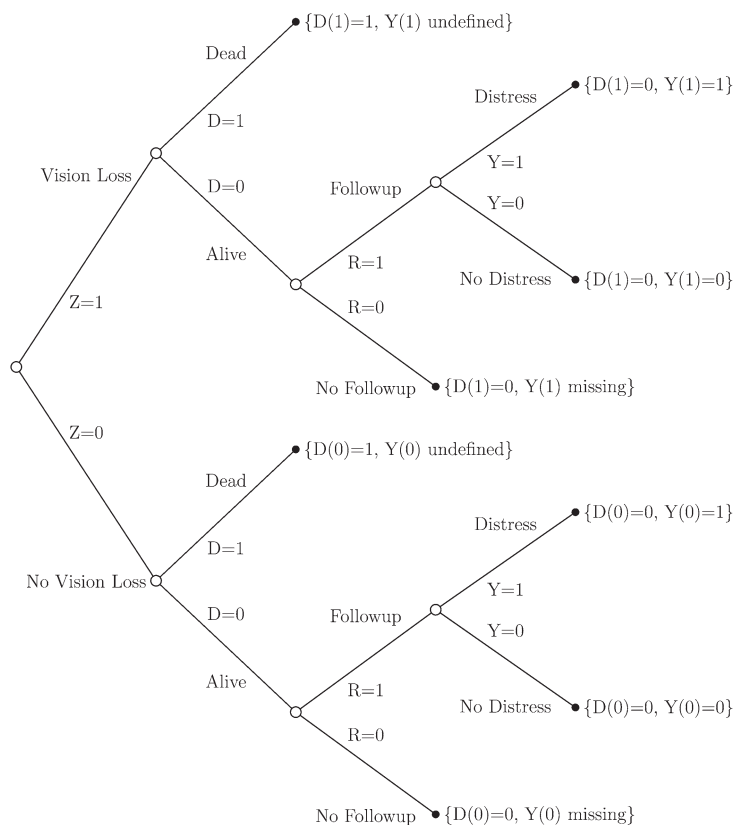 Dead
{D(1)=1, Y(1) undefined}
D=1
Vision Loss
D=0
Alive
Z=1
Followup
R=1
R=0
Distress
{D(1)=0, Y(1)=1}
Y=1
Y=0
No Distress
{D(1)=0, Y(1)=0}
No Followup
{D(1)=0, Y(1) missing}
Z=0
Dead
{D(0)=1, Y(0) undefined}
D=1
No Vision Loss
D=0
Alive
Followup
R=1
R=0
Distress
{D(0)=0, Y(0)=1}
Y=1
Y=0
No Distress
{D(0)=0, Y(0)=0}
No Followup
{D(0)=0, Y(0) missing}